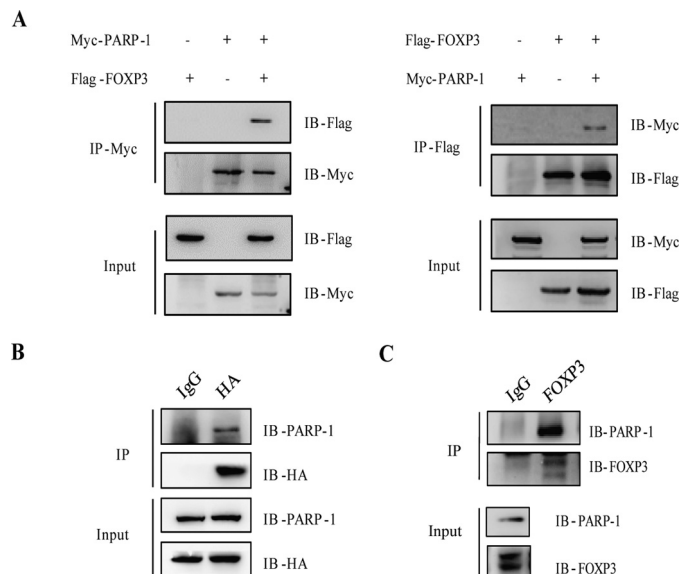 A
Myc-PARP-1 - + +
Flag-FOXP3 + - +
IP-Myc
IB-Flag
IB-Myc
Input
IB-Flag
IB-Myc
Flag-FOXP3 - + +
Myc-PARP-1 + - +
IP-Flag
IB-Myc
IB-Flag
Input
IB-Myc
IB-Flag
B
IgG HA
IP
IB-PARP-1
IB-HA
Input
IB-PARP-1
IB-HA
C
IgG FOXP3
IP
IB-PARP-1
IB-FOXP3
Input
IB-PARP-1
IB-FOXP3